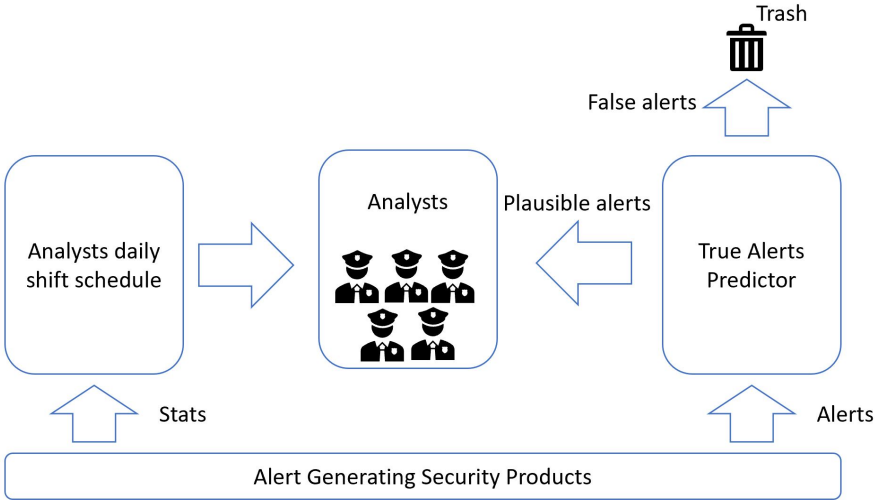 Trash
False alerts
Analysts daily
shift schedule
Analysts
Plausible alerts
True Alerts
Predictor
Stats
Alerts
Alert Generating Security Products